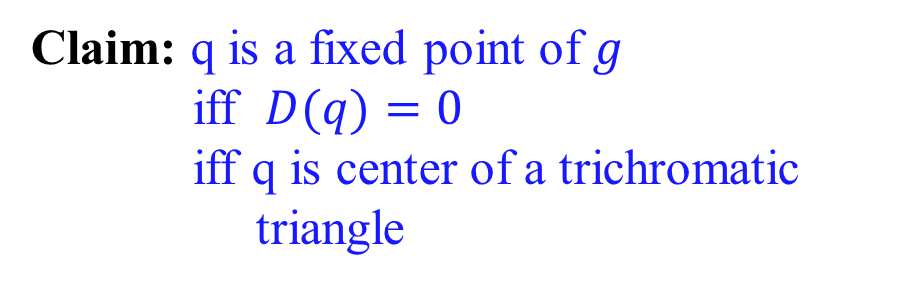 Claim: q is a fixed point of g
iff D(q) = 0
iff q is center of a trichromatic
triangle